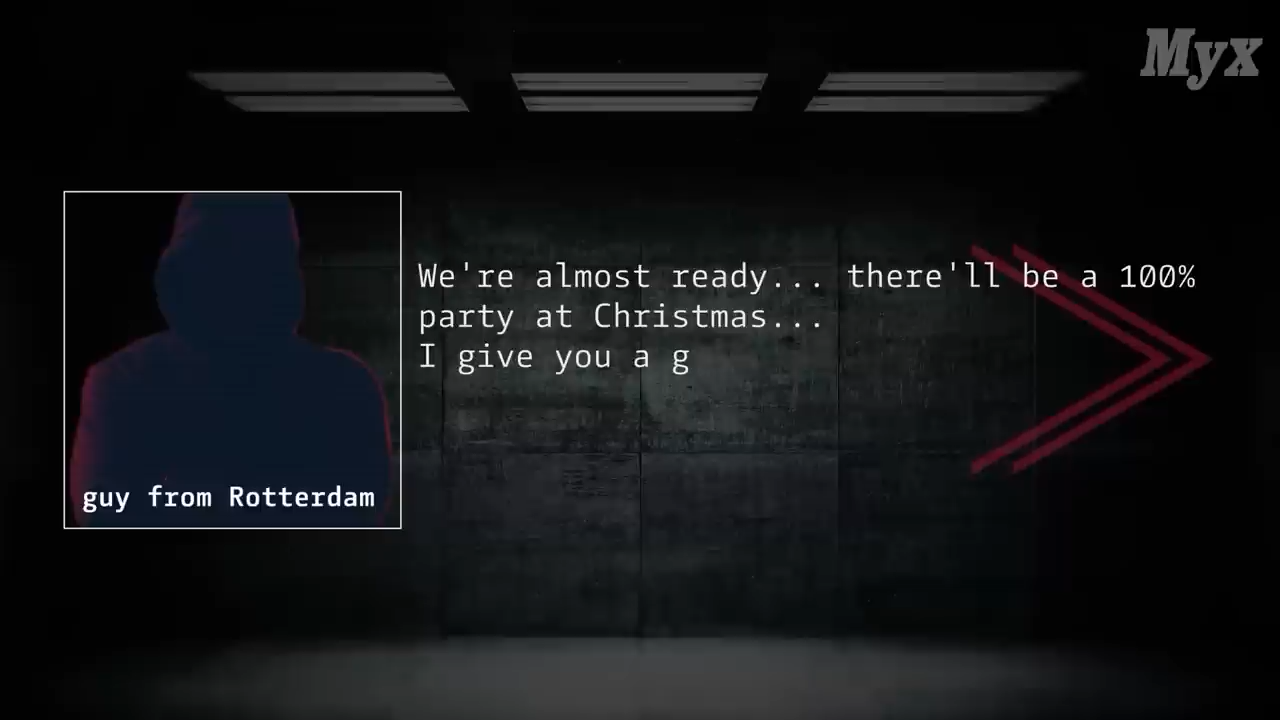 Myx
We're almost ready... there'll be a 100%
party at Christmas...
I give you a g
guy from Rotterdam